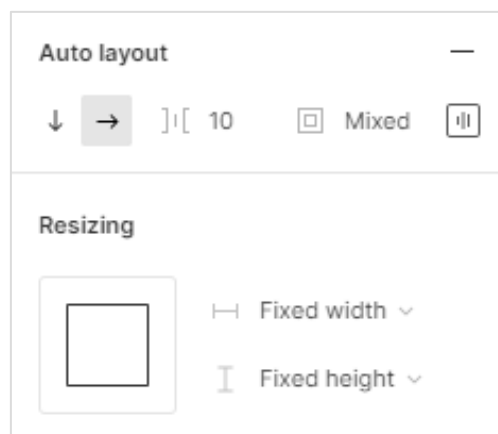 Auto layout
10 Mixed
Resizing
Fixed width
Fixed height